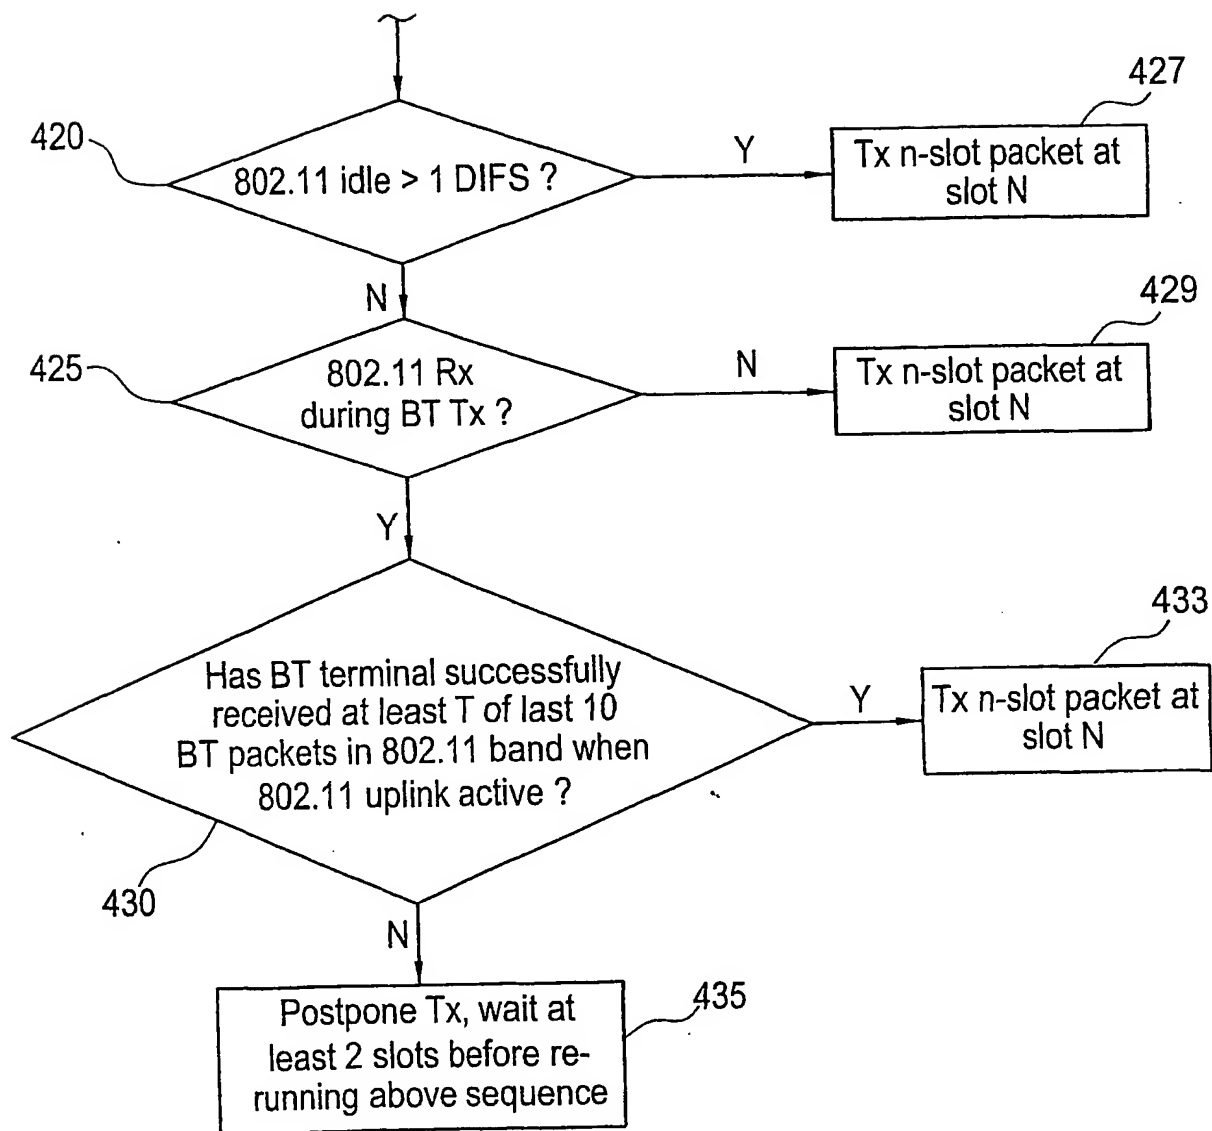 427
420
802.11 idle > 1 DIFS ?
Y
Tx n-slot packet at
slot N
N
429
425
802.11 Rx
during BT Tx ?
N
Tx n-slot packet at
slot N
Y
433
Has BT terminal successfully
received at least T of last 10
BT packets in 802.11 band when
802.11 uplink active ?
Y
Tx n-slot packet at
slot N
430
N
435
Postpone Tx, wait at
least 2 slots before re-
running above sequence